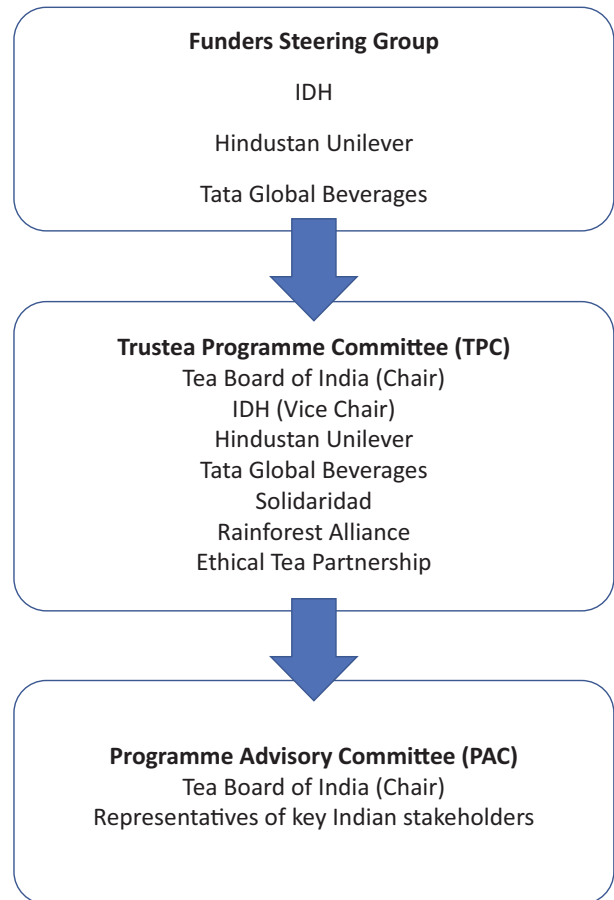 Funders Steering Group
IDH
Hindustan Unilever
Tata Global Beverages
Trustea Programme Committee (TPC)
Tea Board of India (Chair)
IDH (Vice Chair)
Hindustan Unilever
Tata Global Beverages
Solidaridad
Rainforest Alliance
Ethical Tea Partnership
Programme Advisory Committee (PAC)
Tea Board of India (Chair)
Representatives of key Indian stakeholders